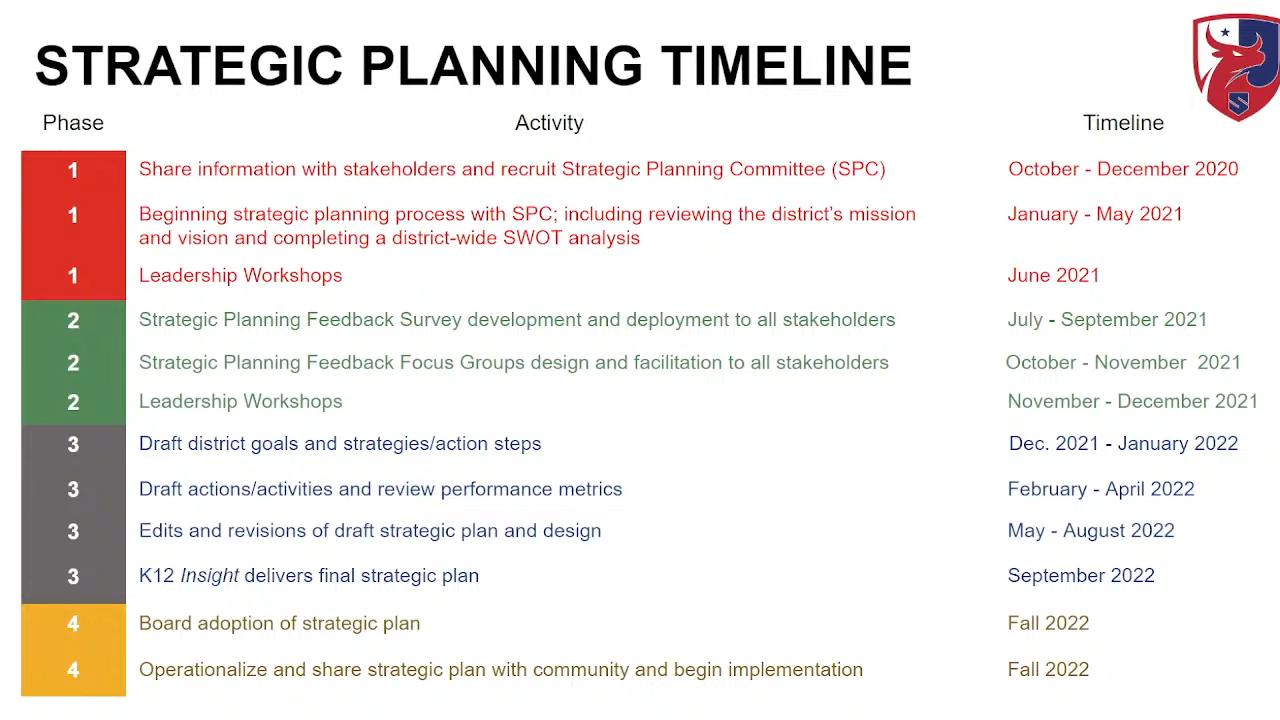 STRATEGIC PLANNING TIMELINE
Phase Activity Timeline
1 Share information with stakeholders and recruit Strategic Planning Committee (SPC) October - December 2020
1 Beginning strategic planning process with SPC; including reviewing the district's mission January - May 2021
and vision and completing a district-wide SWOT analysis
1 Leadership Workshops June 2021
2 Strategic Planning Feedback Survey development and deployment to all stakeholders July - September 2021
2 Strategic Planning Feedback Focus Groups design and facilitation to all stakeholders October - November 2021
2 Leadership Workshops November - December 2021
3 Draft district goals and strategies/action steps Dec. 2021 - January 2022
3 Draft actions/activities and review performance metrics February - April 2022
3 Edits and revisions of draft strategic plan and design May - August 2022
3 K12 Insight delivers final strategic plan September 2022
4 Board adoption of strategic plan Fall 2022
4 Operationalize and share strategic plan with community and begin implementation Fall 2022